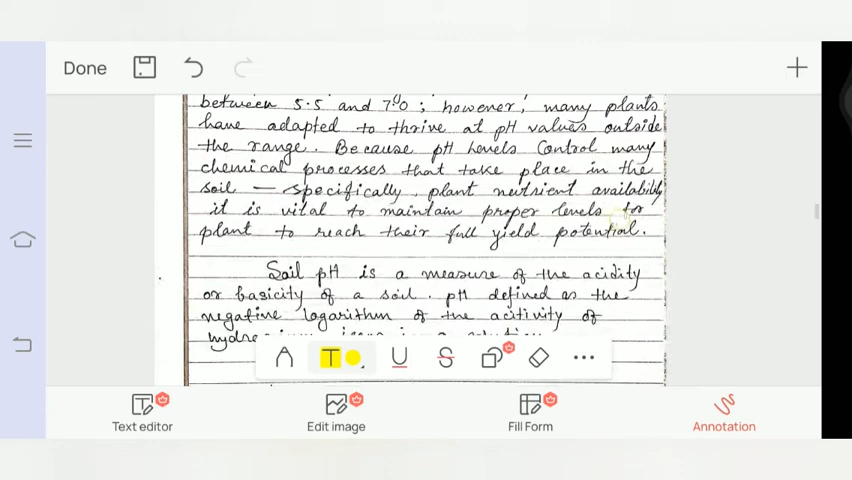 Done
between 5.5 and 7.0 ; however, many plants
have adapted to thrive at pH values outside
the range. Because pH levels Control many
chemical processes that take place in the
soil — specifically, plant nutrient availability
it is vital to maintain proper levels for
plant to reach their full yield potential.
Soil pH is a measure of the acidity
or basicity of a soil. pH defined as the
negative logarithm of the acitivity of
T U S
Text editor
Edit image
Fill Form
Annotation